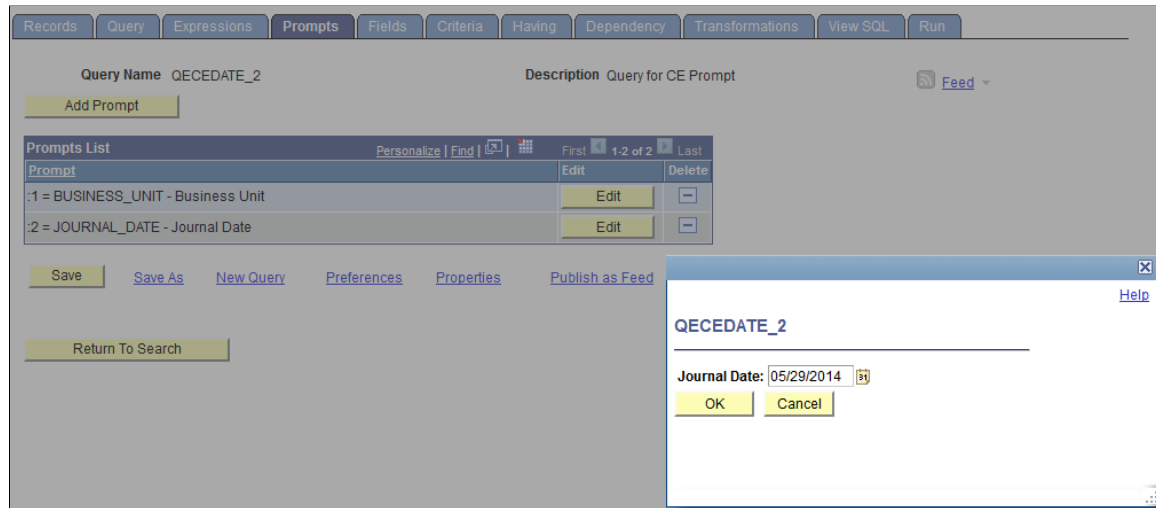 Records Query Expressions Prompts Fields Criteria Having Dependency Transformations View SQL Run
Query Name QECEDATE_2 Description Query for CE Prompt
Feed
Add Prompt
Prompts List Personalize | Find | | First 1-2 of 2 Last
Prompt Edit Delete
:1 = BUSINESS_UNIT - Business Unit Edit
:2 = JOURNAL_DATE - Journal Date Edit
Save Save As New Query Preferences Properties Publish as Feed
Return To Search
Help
QECEDATE_2
Journal Date: 05/29/2014 31
OK Cancel